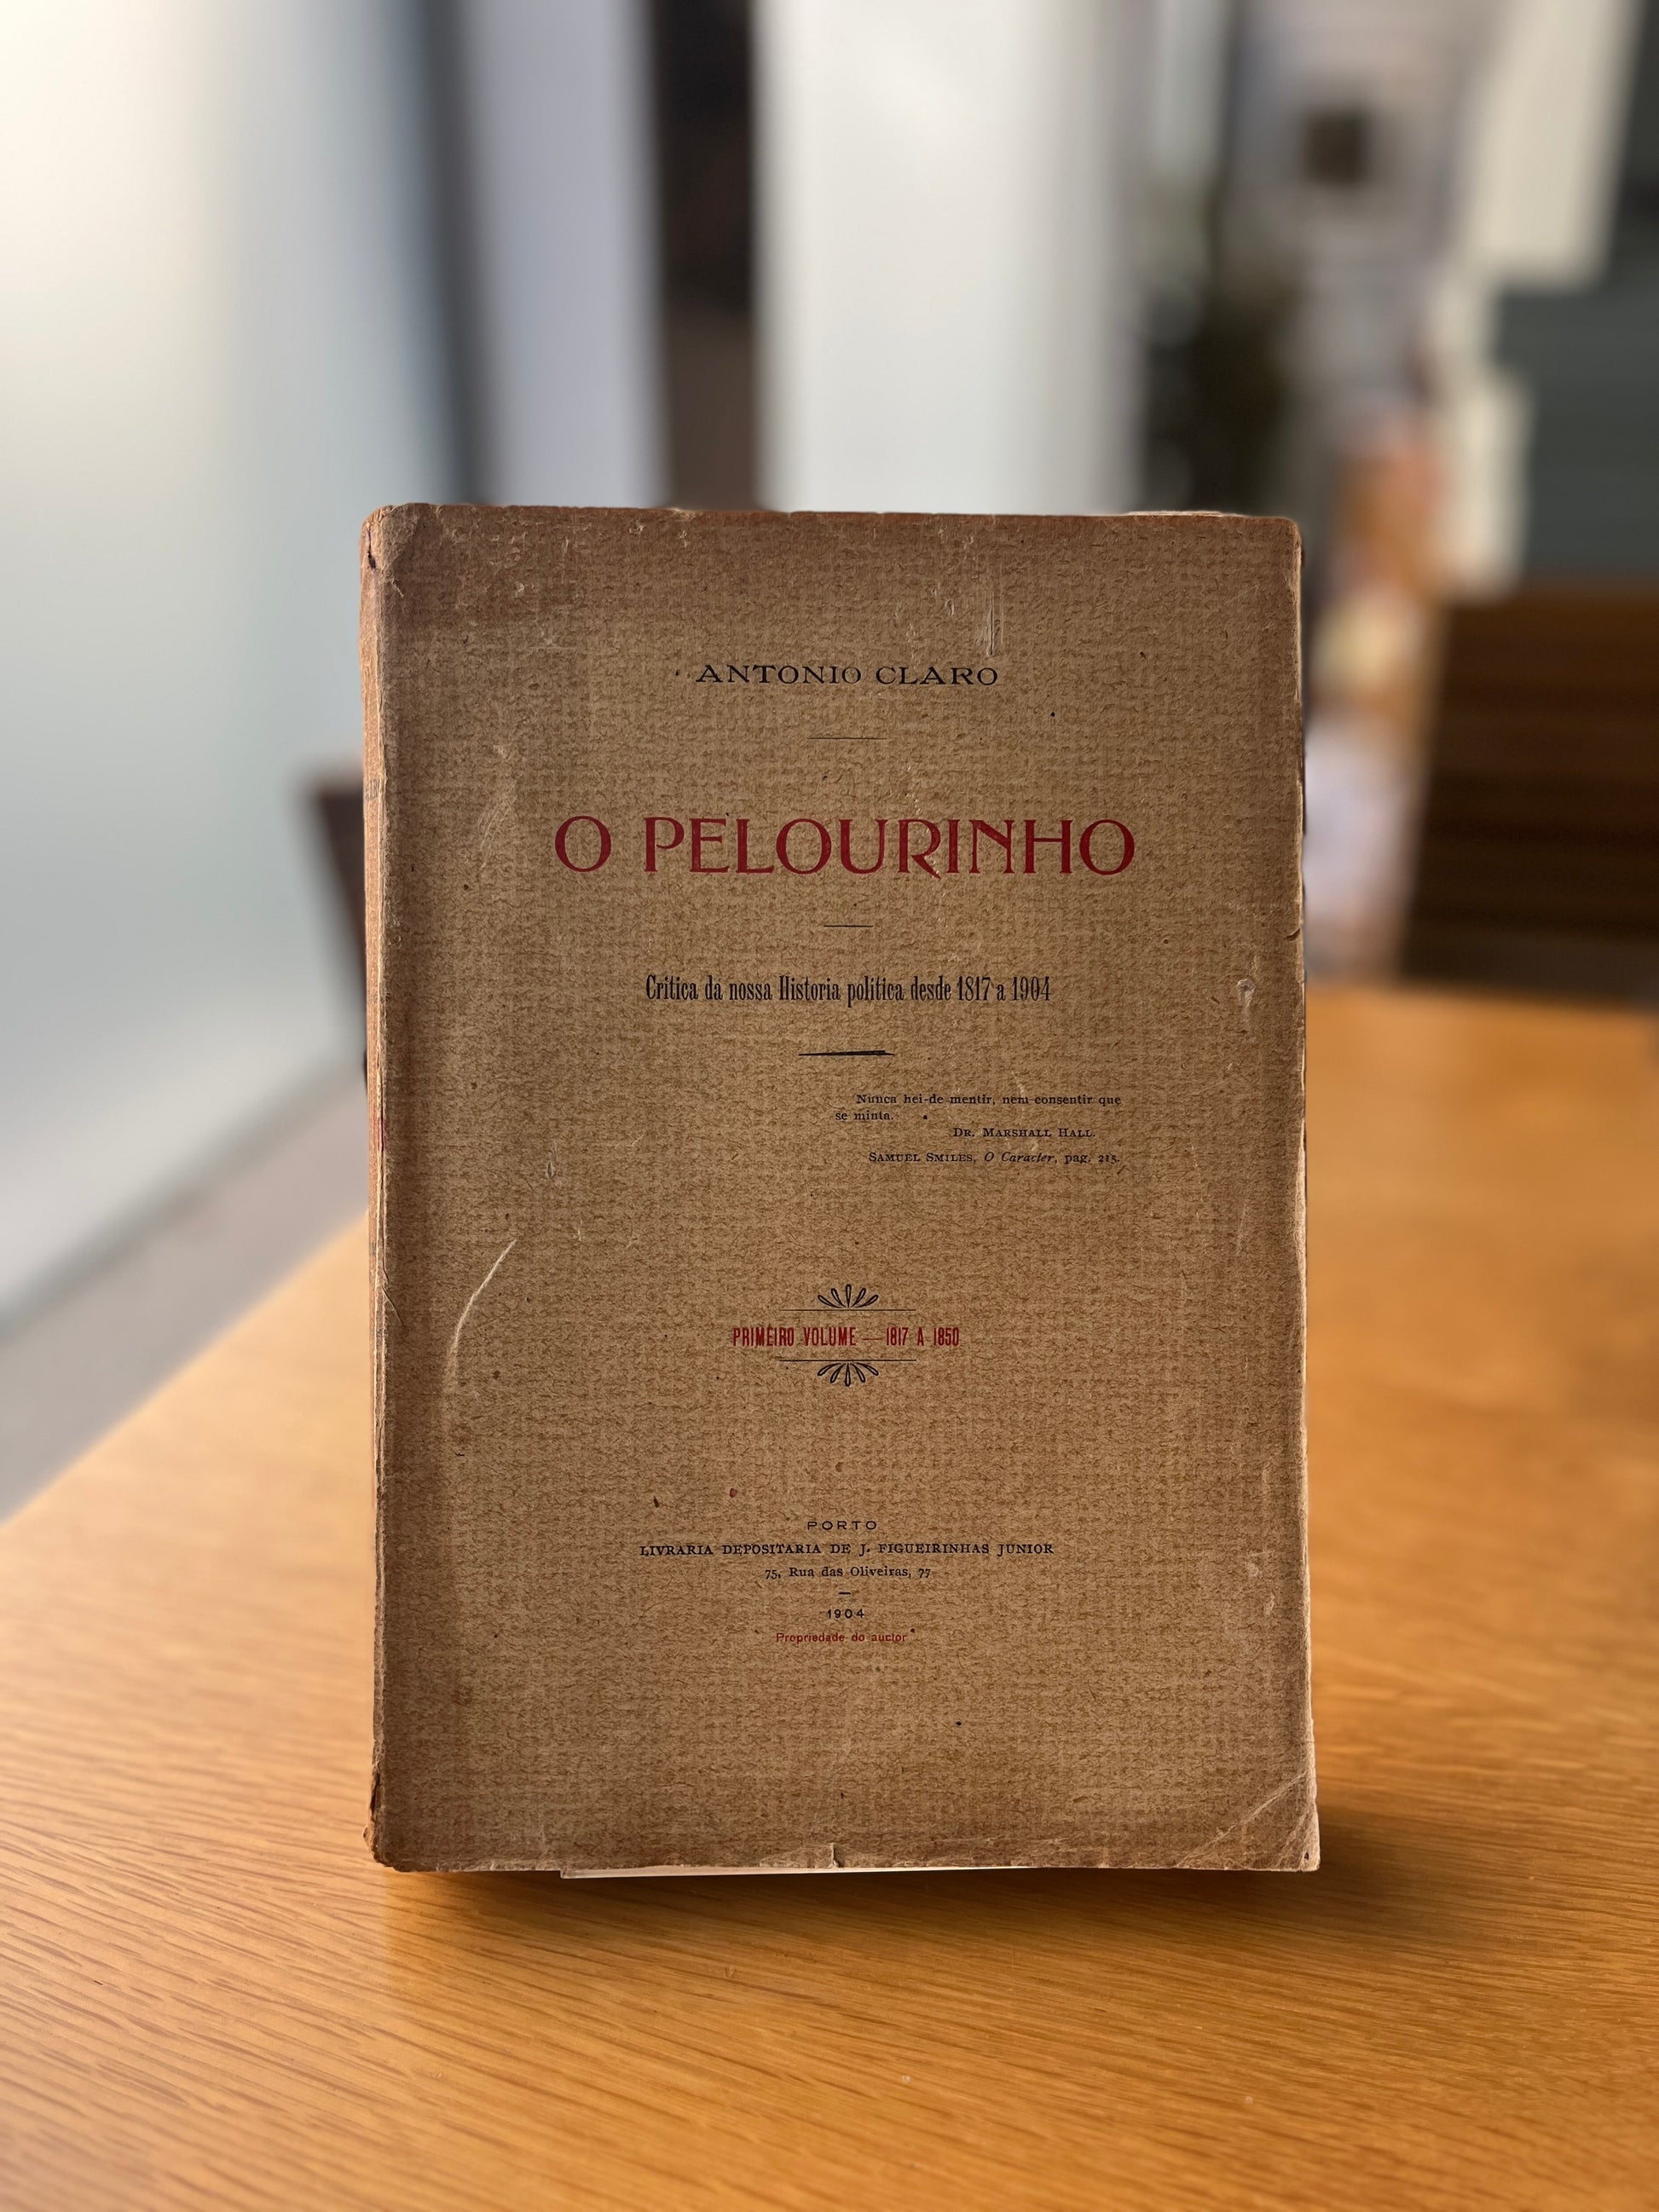 ANTONIO CLARO
O PELOURINHO
Critica da nossa Historia politica desde 1817 a 1904
Nunca hei-de mentir, nem consentir que
se minta.
DR. MARSHALL HALL.
SAMUEL SMILES, O Caracter, pag. 215.
PRIMEIRO VOLUME — 1817 A 1850
PORTO
LIVRARIA DEPOSITARIA DE J. FIGUEIRINHAS JUNIOR
75, Rua das Oliveiras, 77
1904
Propriedade do auctor